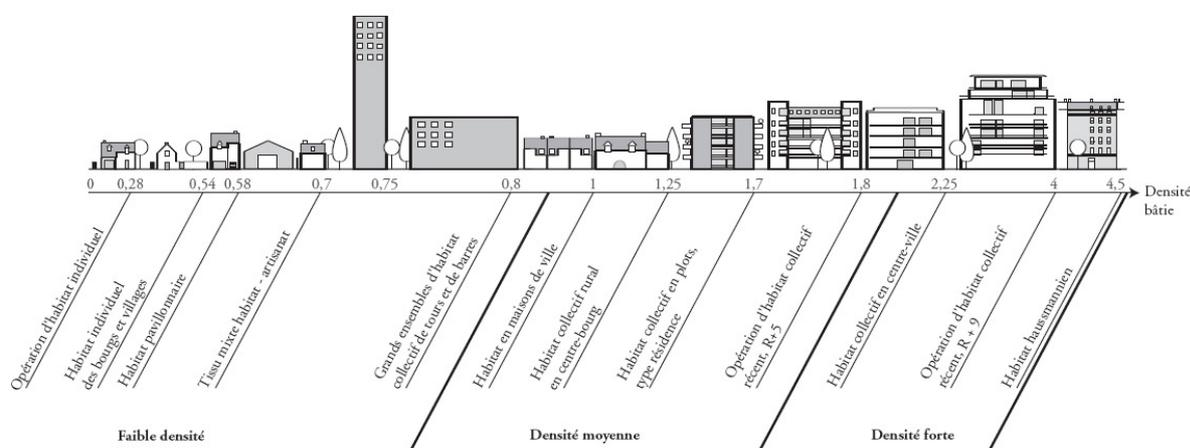 0 0,28 0,54 0,58 0,7 0,75 0,8 1 1,25 1,7 1,8 2,25 4 4,5
Densité
bâtie
Opération d'habitat individuel
Habitat individuel
des bourgs et villages
Habitat pavillonnaire
Tissu mixte habitat - artisanat
Grands ensembles d'habitat
collectif de tours et de barres
Habitat en maisons de ville
Habitat collectif rural
en centre-bourg
Habitat collectif en plots,
type résidence
Opération d'habitat collectif
récent, R+5
Habitat collectif en centre-ville
Opération d'habitat collectif
récent, R + 9
Habitat haussmannien
Faible densité
Densité moyenne
Densité forte